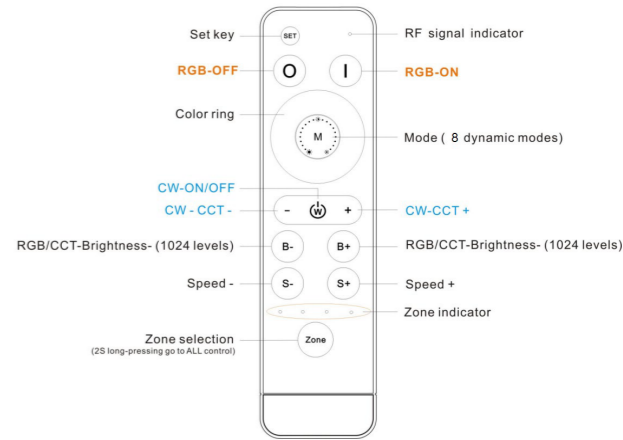 Set key
SET
RF signal indicator
RGB-OFF
O
I
RGB-ON
Color ring
M
Mode ( 8 dynamic modes)
CW-ON/OFF
CW - CCT -
-
W
+
CW-CCT +
RGB/CCT-Brightness- (1024 levels)
B-
B+
RGB/CCT-Brightness- (1024 levels)
Speed -
S-
S+
Speed +
Zone indicator
Zone selection
(2S long-pressing go to ALL control)
Zone